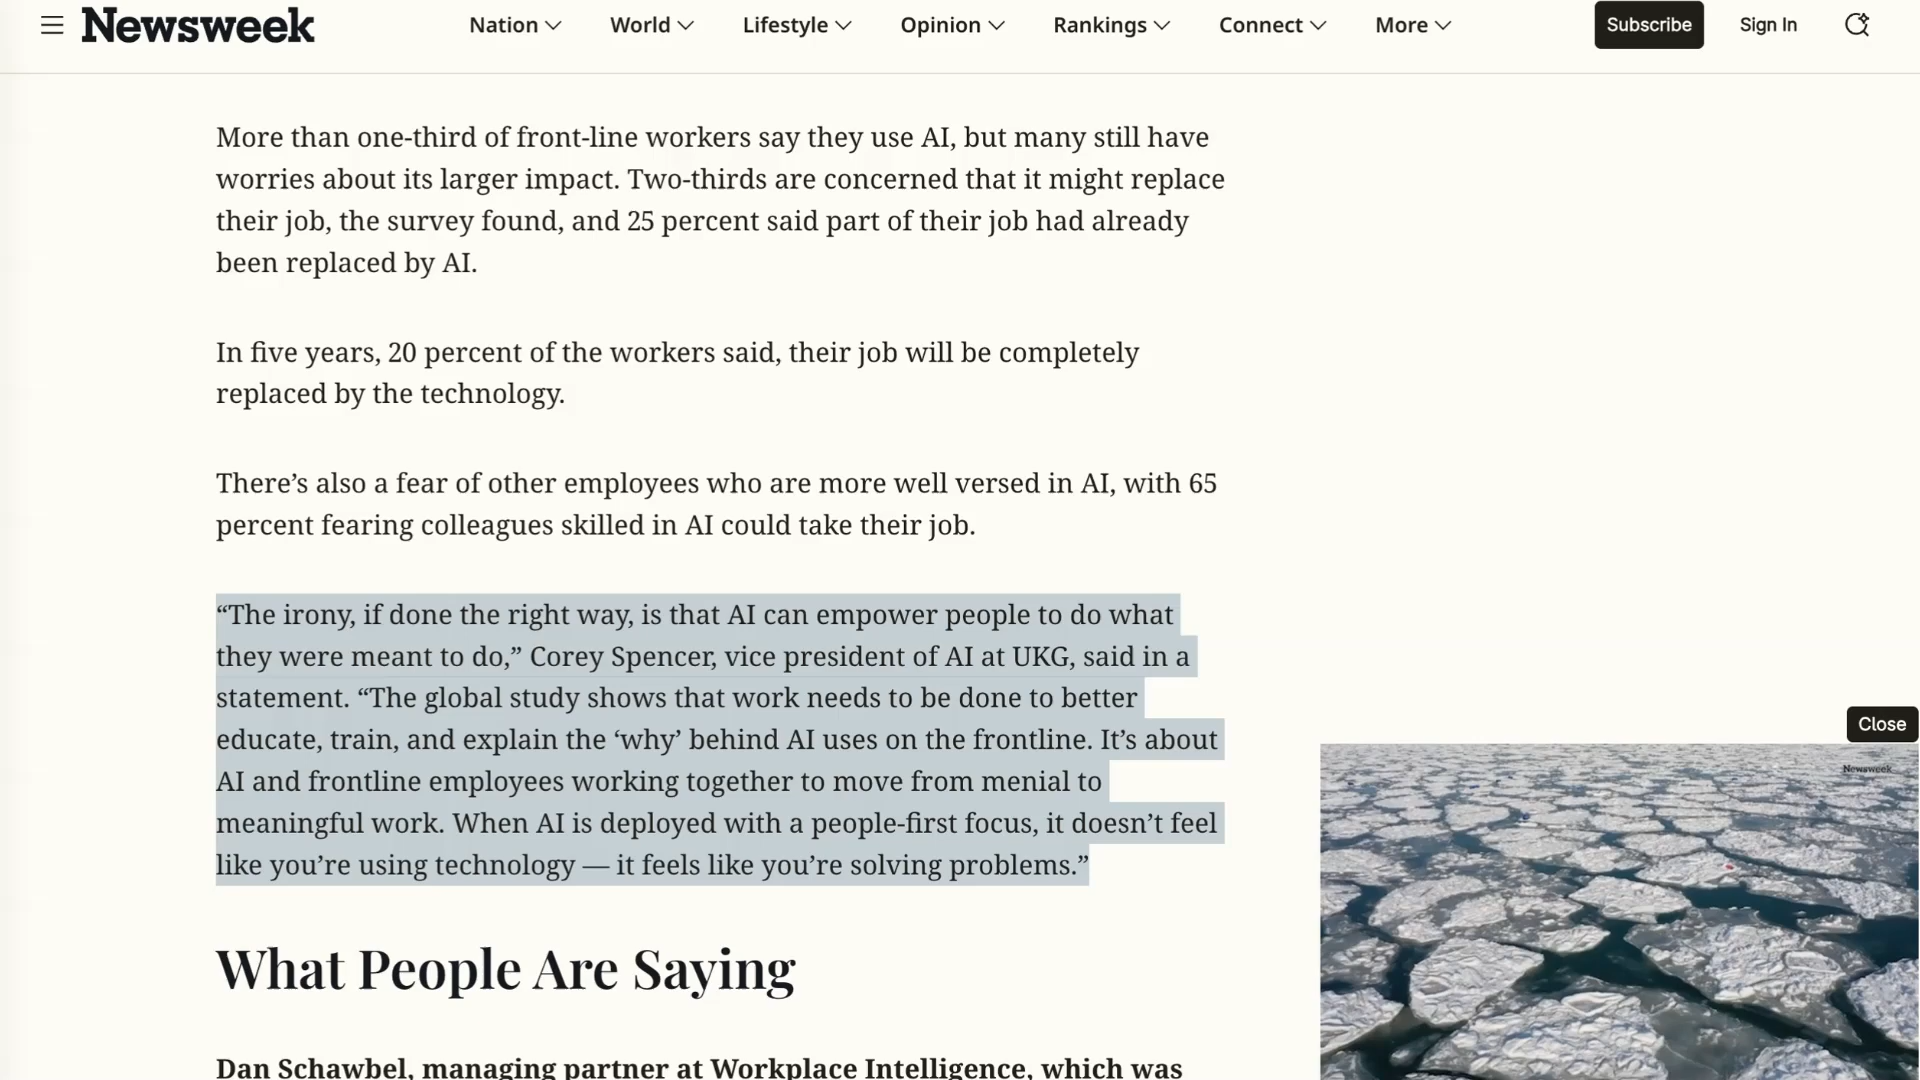 Newsweek
Nation
World
Lifestyle
Opinion
Rankings
Connect
More
Subscribe
Sign In
More than one-third of front-line workers say they use AI, but many still have
worries about its larger impact. Two-thirds are concerned that it might replace
their job, the survey found, and 25 percent said part of their job had already
been replaced by AI.
In five years, 20 percent of the workers said, their job will be completely
replaced by the technology.
There’s also a fear of other employees who are more well versed in AI, with 65
percent fearing colleagues skilled in AI could take their job.
“The irony, if done the right way, is that AI can empower people to do what
they were meant to do,” Corey Spencer, vice president of AI at UKG, said in a
statement. “The global study shows that work needs to be done to better
educate, train, and explain the ‘why’ behind AI uses on the frontline. It’s about
AI and frontline employees working together to move from menial to
meaningful work. When AI is deployed with a people-first focus, it doesn’t feel
like you’re using technology — it feels like you’re solving problems.”
Close
Newsweek
What People Are Saying
Dan Schawbel, managing partner at Workplace Intelligence, which was